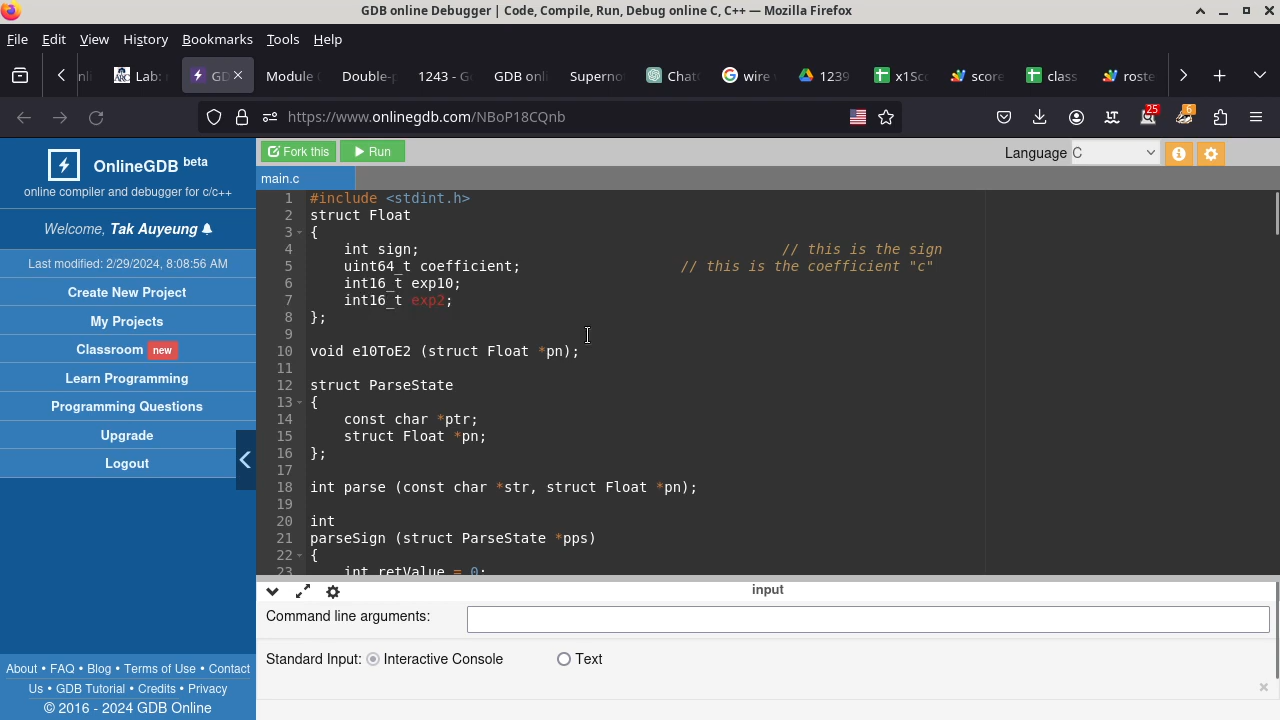 GDB online Debugger | Code, Compile, Run, Debug online C, C++ — Mozilla Firefox
File Edit View History Bookmarks Tools Help
Lab: GD Module Double-p 1243 - G GDB onli Superno Chat wire 1239 x1Sc score class roste
https://www.onlinegdb.com/NBoP18CQnb 25 6
OnlineGDB beta
online compiler and debugger for c/c++
Welcome, Tak Auyeung
Last modified: 2/29/2024, 8:08:56 AM
Create New Project
My Projects
Classroom new
Learn Programming
Programming Questions
Upgrade
Logout
About • FAQ • Blog • Terms of Use • Contact
Us • GDB Tutorial • Credits • Privacy
© 2016 - 2024 GDB Online
Fork this Run Language C
main.c
1 #include <stdint.h>
2 struct Float
3 {
4 int sign; // this is the sign
5 uint64_t coefficient; // this is the coefficient "c"
6 int16_t exp10;
7 int16_t exp2;
8 };
9
10 void e10ToE2 (struct Float *pn);
11
12 struct ParseState
13 {
14 const char *ptr;
15 struct Float *pn;
16 };
17
18 int parse (const char *str, struct Float *pn);
19
20 int
21 parseSign (struct ParseState *pps)
22 {
23 int retValue = 0;
input
Command line arguments:
Standard Input: Interactive Console Text